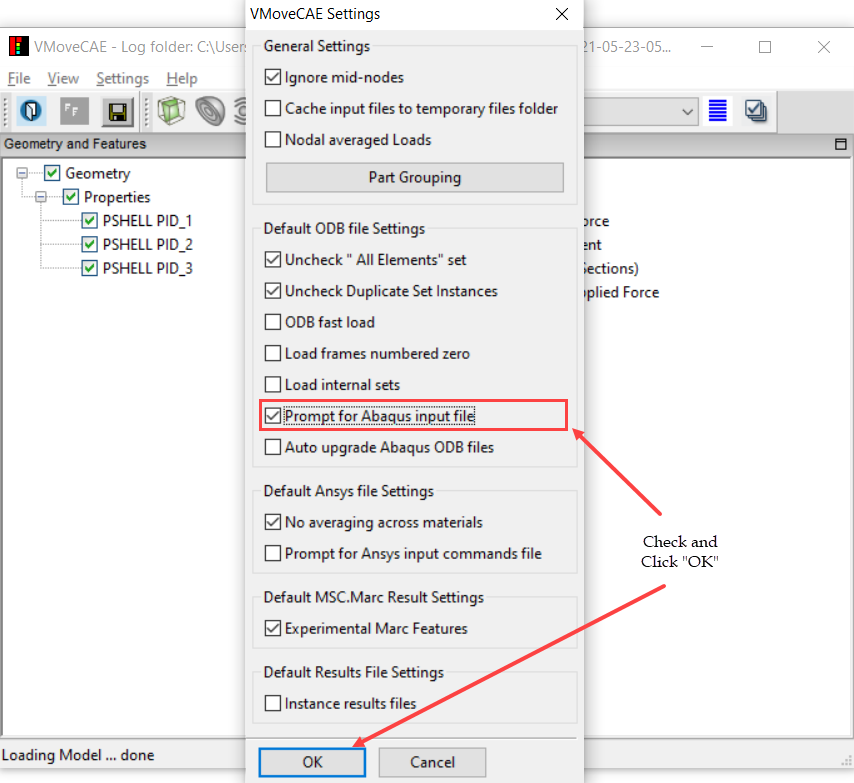 VMoveCAE Settings
VMoveCAE - Log folder: C:\Users
21-05-23-05...
File View Settings Help
Geometry and Features
Geometry
Properties
PSHELL PID_1
PSHELL PID_2
PSHELL PID_3
General Settings
Ignore mid-nodes
Cache input files to temporary files folder
Nodal averaged Loads
Part Grouping
Default ODB file Settings
Uncheck " All Elements" set
Uncheck Duplicate Set Instances
ODB fast load
Load frames numbered zero
Load internal sets
Prompt for Abaqus input file
Auto upgrade Abaqus ODB files
Default Ansys file Settings
No averaging across materials
Prompt for Ansys input commands file
Default MSC.Marc Result Settings
Experimental Marc Features
Default Results File Settings
Instance results files
OK Cancel
orce
ent
Sections)
plied Force
Check and
Click "OK"
Loading Model ... done